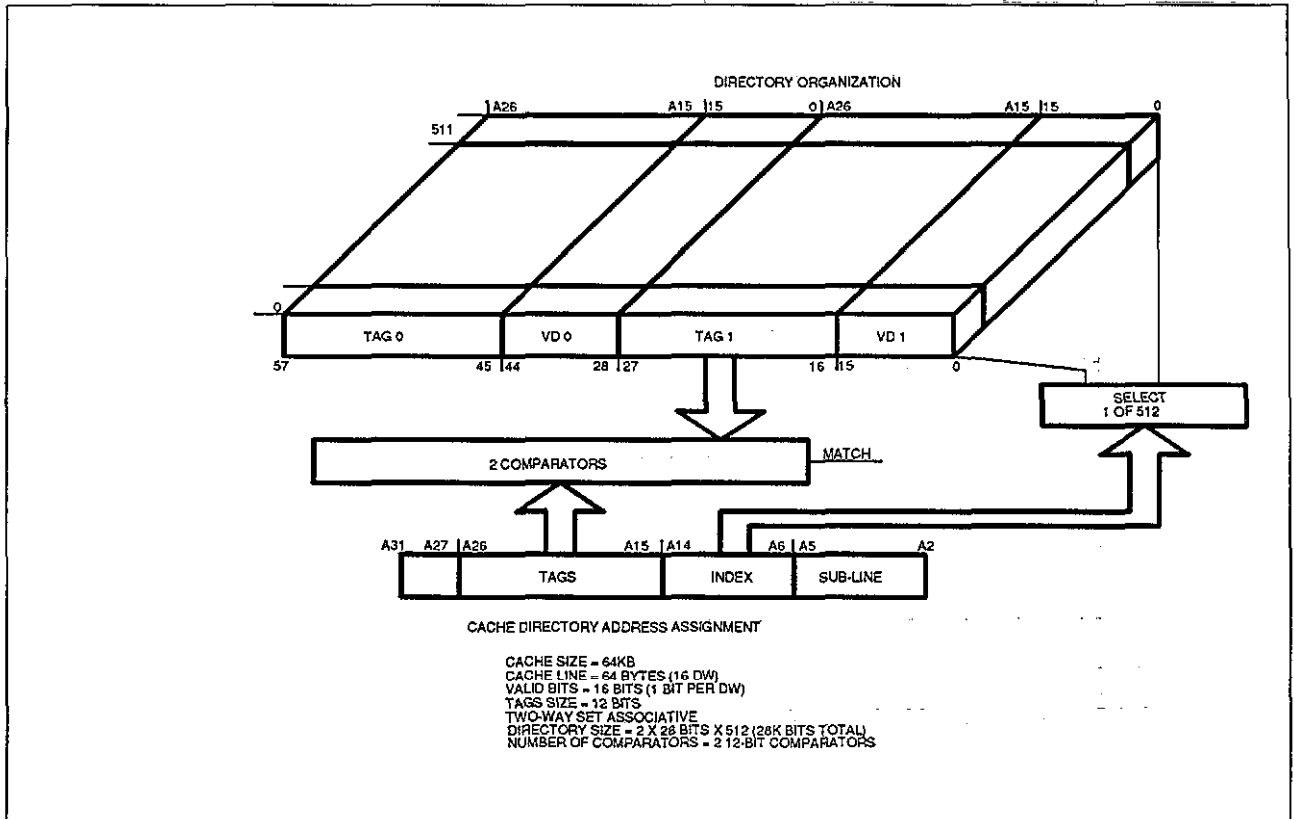 DIRECTORY ORGANIZATION
A26 A15 15 0 A26 A15 15 0
511
0
TAG 0 VD 0 TAG 1 VD 1
57 45 44 28 27 16 15 0
SELECT
1 OF 512
2 COMPARATORS MATCH
A31 A27 A26 A15 A14 A6 A5 A2
TAGS INDEX SUB-LINE
CACHE DIRECTORY ADDRESS ASSIGNMENT
CACHE SIZE = 64KB
CACHE LINE = 64 BYTES (16 DW)
VALID BITS = 16 BITS (1 BIT PER DW)
TAGS SIZE = 12 BITS
TWO-WAY SET ASSOCIATIVE
DIRECTORY SIZE = 2 X 28 BITS X 512 (28K BITS TOTAL)
NUMBER OF COMPARATORS = 2 12-BIT COMPARATORS